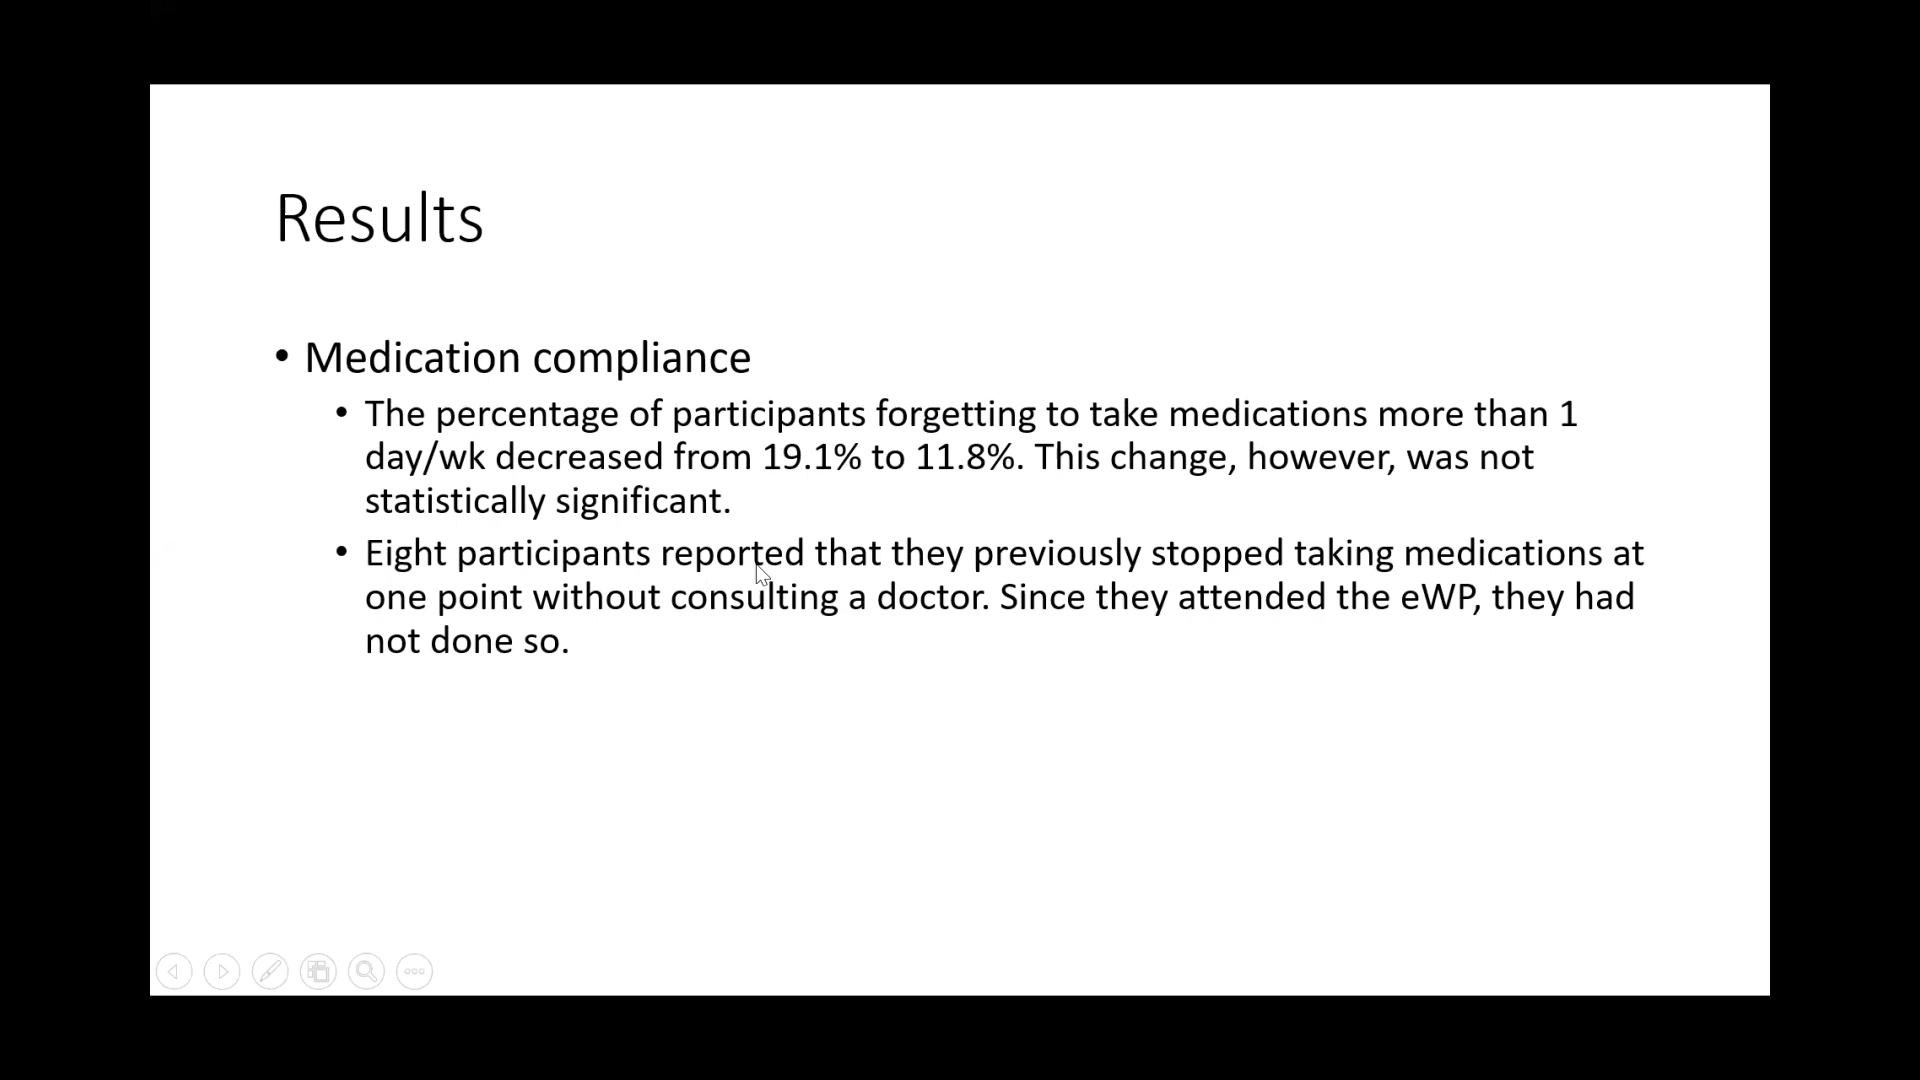 Results
• Medication compliance
• The percentage of participants forgetting to take medications more than 1
day/wk decreased from 19.1% to 11.8%. This change, however, was not
statistically significant.
• Eight participants reported that they previously stopped taking medications at
one point without consulting a doctor. Since they attended the eWP, they had
not done so.